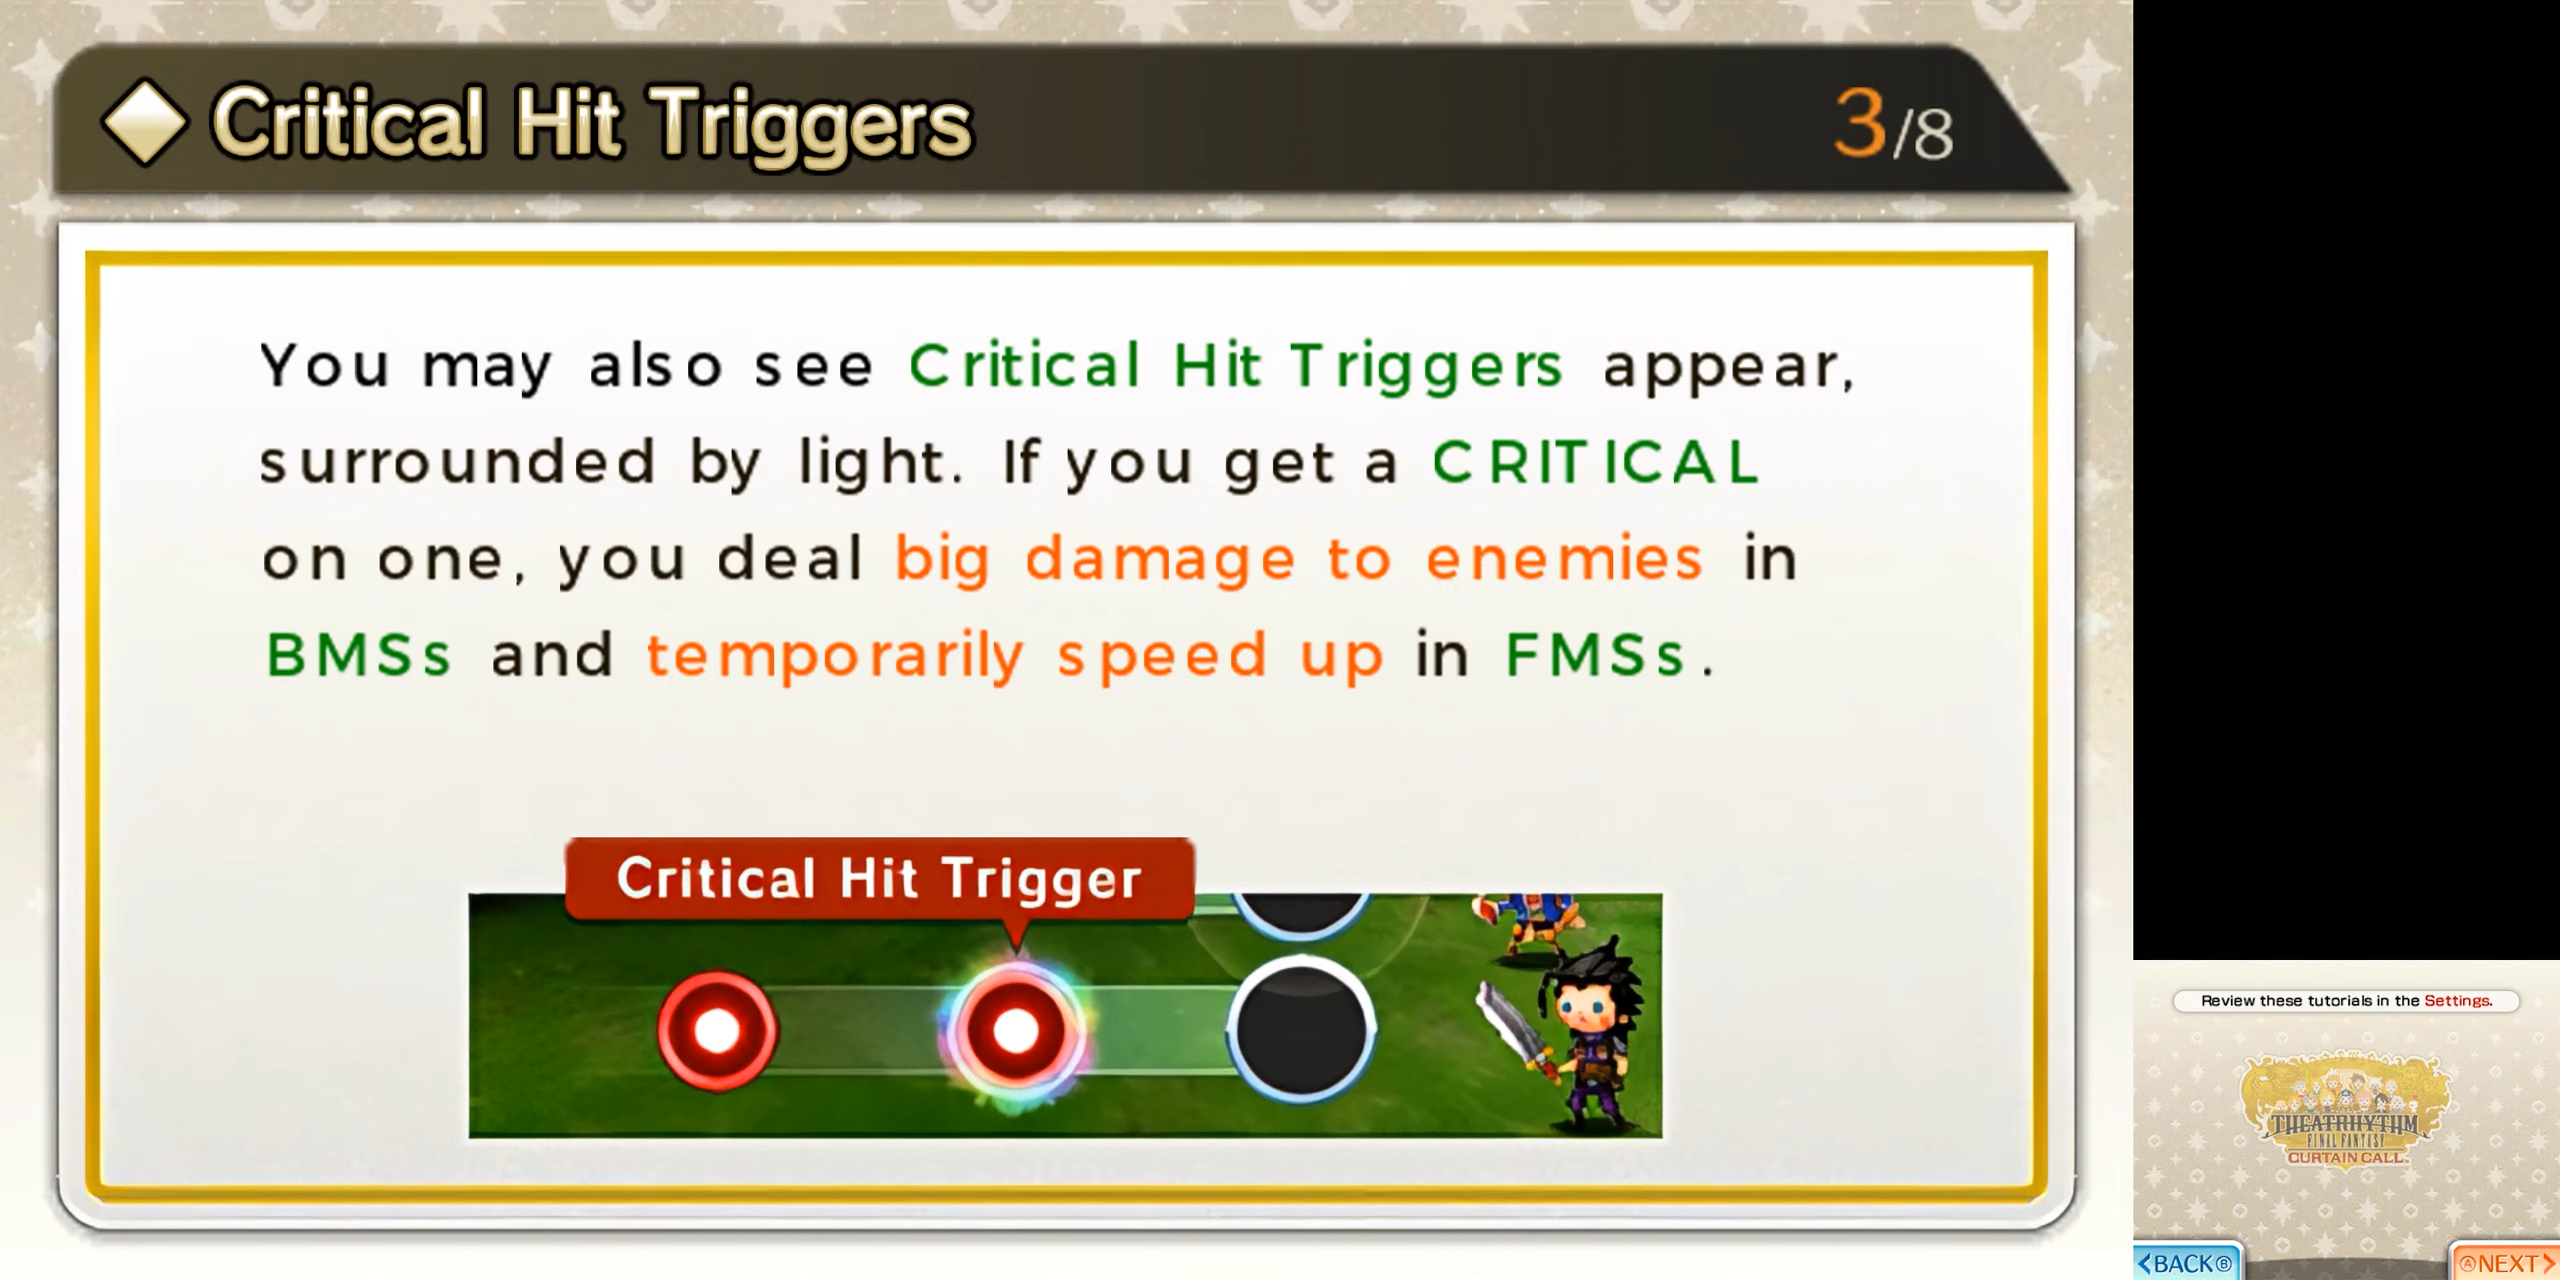 Critical Hit Triggers
3/8
You may also see Critical Hit Triggers appear,
surrounded by light. If you get a CRITICAL
on one, you deal big damage to enemies in
BMSs and temporarily speed up in FMSs.
Critical Hit Trigger
Review these tutorials in the Settings.
THEATRHYTHM
FINAL FANTASY
CURTAIN CALL
BACK Ⓑ
Ⓐ NEXT